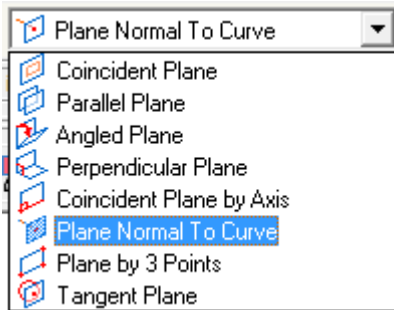 Plane Normal To Curve
Coincident Plane
Parallel Plane
Angled Plane
Perpendicular Plane
Coincident Plane by Axis
Plane Normal To Curve
Plane by 3 Points
Tangent Plane